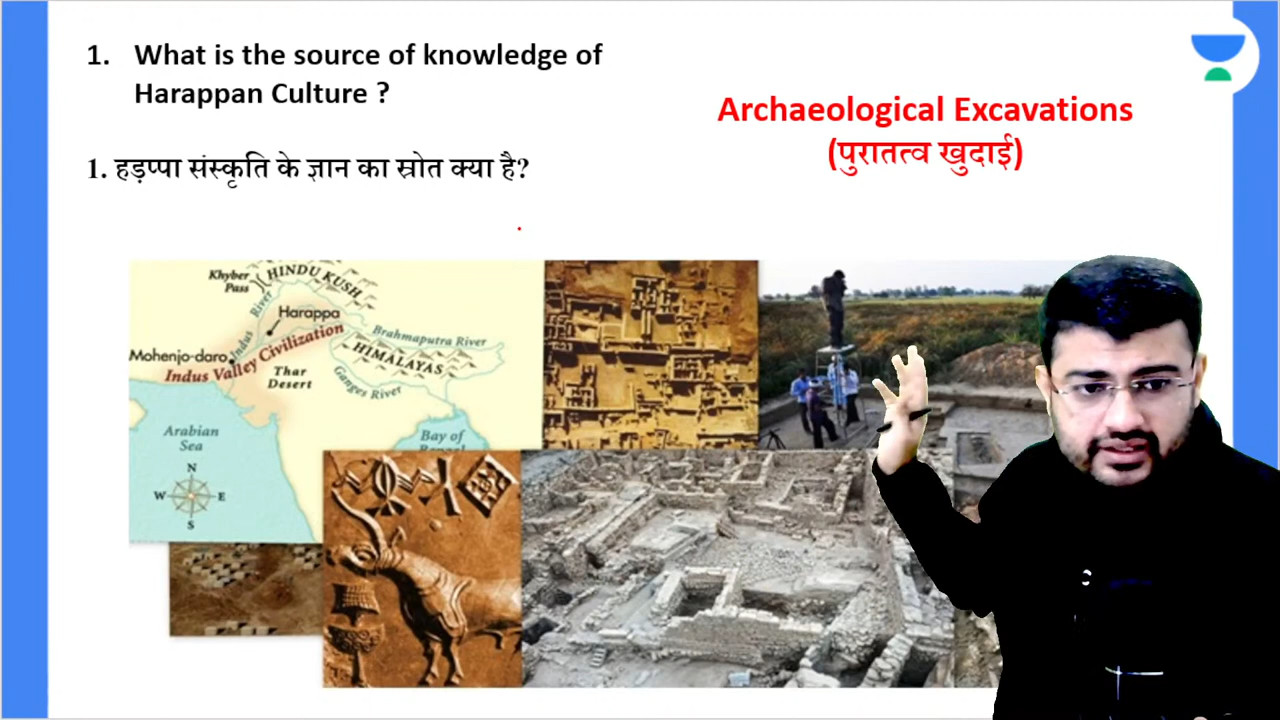 1. What is the source of knowledge of
Harappan Culture ?
Archaeological Excavations
(पुरातत्व खुदाई)
1. हड़प्पा संस्कृति के ज्ञान का स्रोत क्या है?
Khyber
Pass
HINDU KUSH
Indus River
Harappa
Mohenjo-daro
Indus Valley Civilization
Brahmaputra River
HIMALAYAS
Thar
Desert
Ganges River
Arabian
Sea
Bay of
N
W E
S